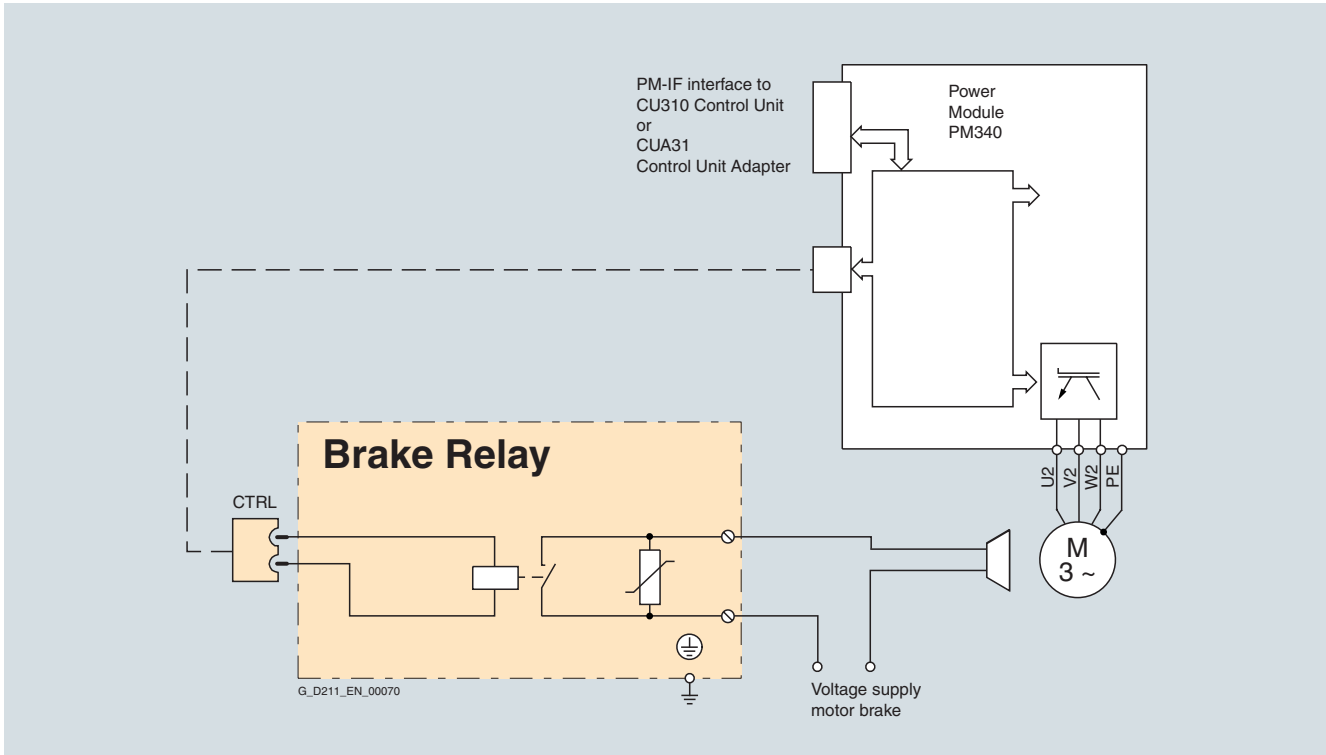 PM-IF interface to
CU310 Control Unit
or
CUA31
Control Unit Adapter
Power
Module
PM340
U2
V2
W2
PE
Brake Relay
CTRL
M
3 ~
G_D211_EN_00070
Voltage supply
motor brake